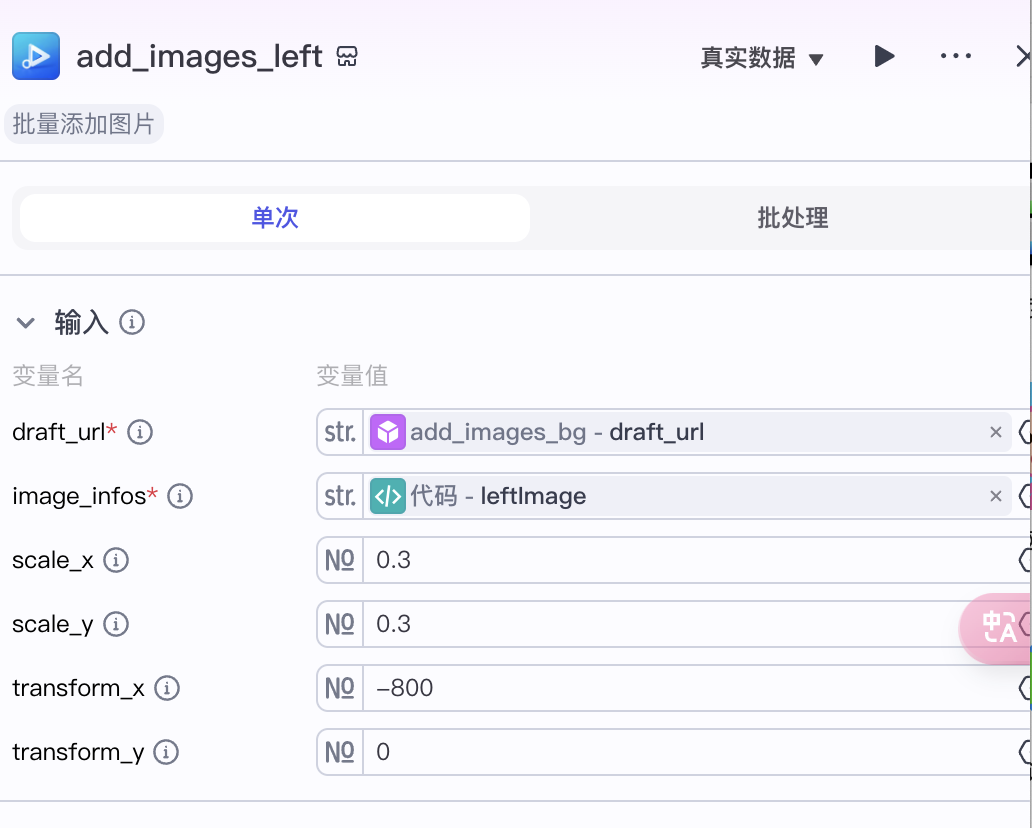 add_images_left
真实数据
批量添加图片
单次
批处理
输入
变量名 变量值
draft_url* str. add_images_bg - draft_url
image_infos* str. 代码 - leftImage
scale_x № 0.3
scale_y № 0.3
transform_x № −800
transform_y № 0
中A